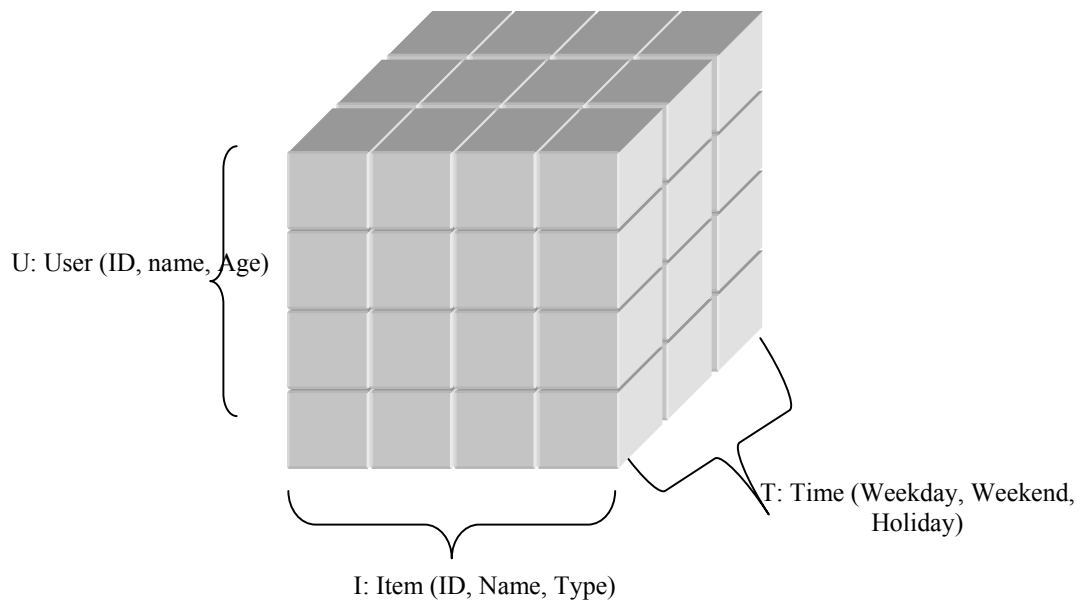 U: User (ID, name, Age)
T: Time (Weekday, Weekend,
Holiday)
I: Item (ID, Name, Type)